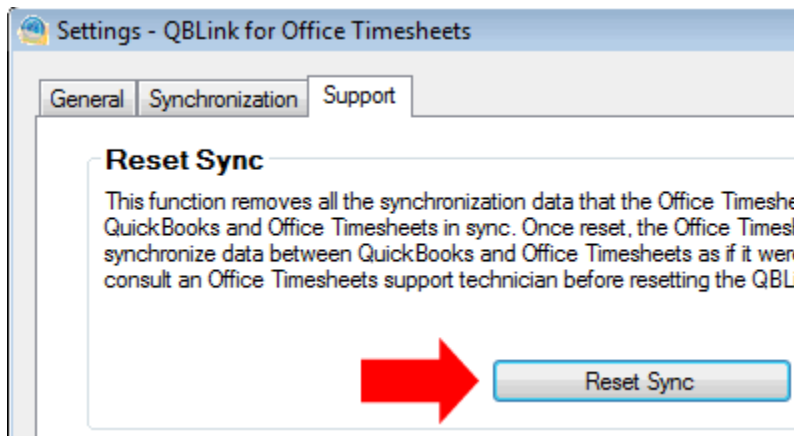 Settings - QBLink for Office Timesheets
General Synchronization Support
Reset Sync
This function removes all the synchronization data that the Office Timeshe
QuickBooks and Office Timesheets in sync. Once reset, the Office Times
synchronize data between QuickBooks and Office Timesheets as if it were
consult an Office Timesheets support technician before resetting the QBL
Reset Sync